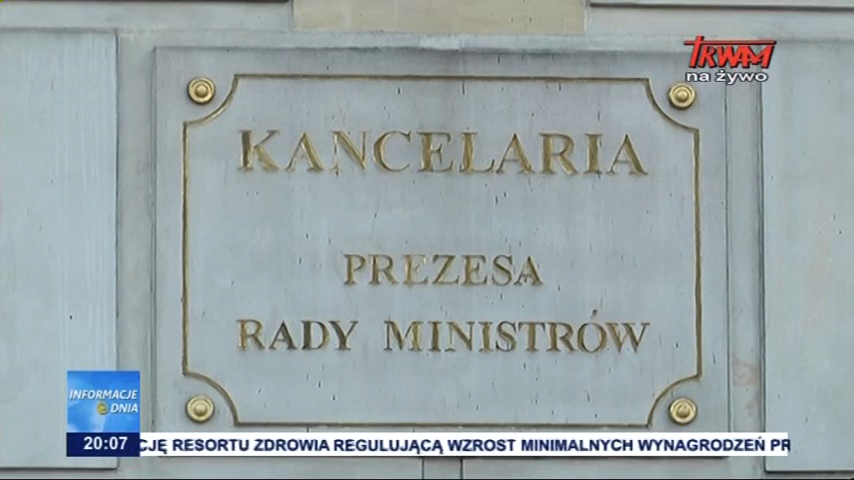 TRWAM
na żywo
KANCELARIA
PREZESA
RADY MINISTRÓW
INFORMACJE
DNIA
20:07
CJĘ RESORTU ZDROWIA REGULUJĄCĄ WZROST MINIMALNYCH WYNAGRODZEŃ PR